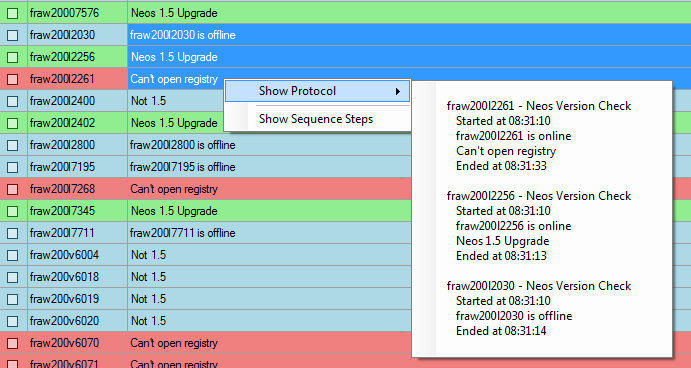 fraw20007576 Neos 1.5 Upgrade
fraw200l2030 fraw200l2030 is offline
fraw200l2256 Neos 1.5 Upgrade
fraw200l2261 Can't open registry
fraw200l2400 Not 1.5
fraw200l2402 Neos 1.5 Upgrade
fraw200l2800 fraw200l2800 is offline
fraw200l7195 fraw200l7195 is offline
fraw200l7268 Can't open registry
fraw200l7345 Neos 1.5 Upgrade
fraw200l7711 fraw200l7711 is offline
fraw200v6004 Not 1.5
fraw200v6018 Not 1.5
fraw200v6019 Not 1.5
fraw200v6020 Not 1.5
fraw200v6070 Can't open registry
fraw200v6071 Can't open registry
Show Protocol
Show Sequence Steps
fraw200l2261 - Neos Version Check
Started at 08:31:10
fraw200l2261 is online
Can't open registry
Ended at 08:31:33
fraw200l2256 - Neos Version Check
Started at 08:31:10
fraw200l2256 is online
Neos 1.5 Upgrade
Ended at 08:31:13
fraw200l2030 - Neos Version Check
Started at 08:31:10
fraw200l2030 is offline
Ended at 08:31:14